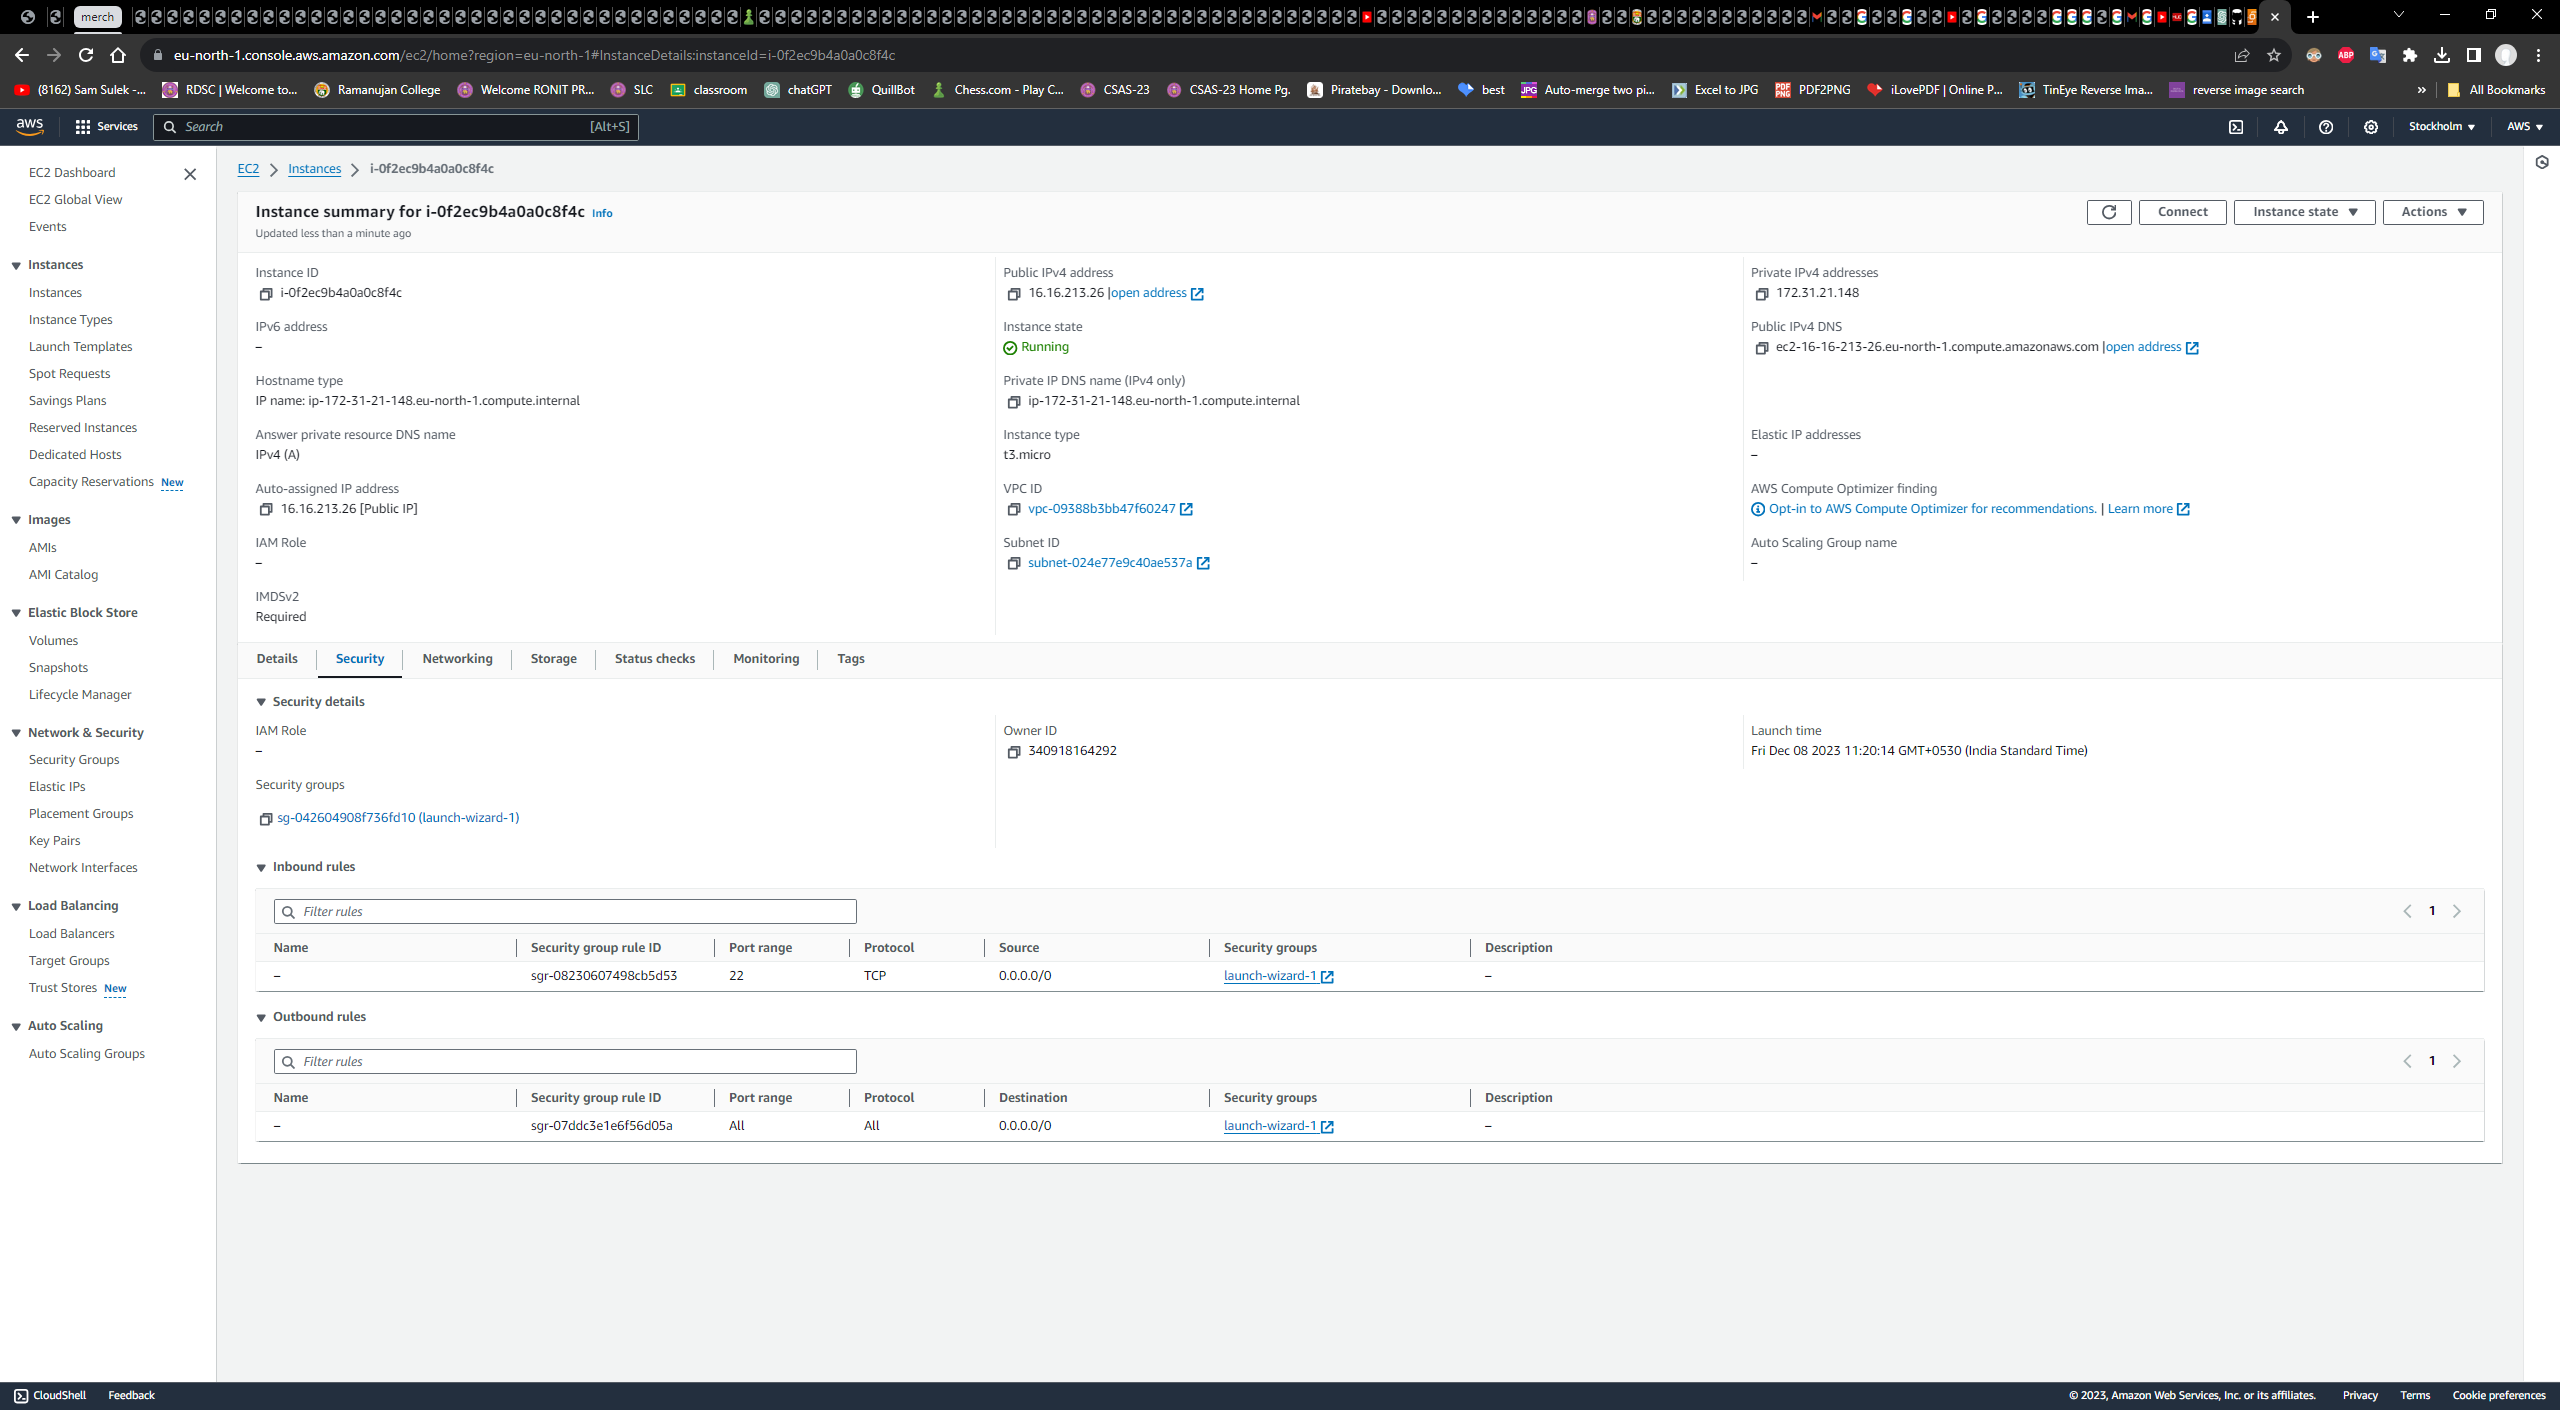 merch
eu-north-1.console.aws.amazon.com/ec2/home?region=eu-north-1#InstanceDetails:instanceId=i-0f2ec9b4a0a0c8f4c
(8162) Sam Sulek -... RDSC | Welcome to... Ramanujan College Welcome RONIT PR... SLC classroom chatGPT QuillBot Chess.com - Play C... CSAS-23 CSAS-23 Home Pg. Piratebay - Downlo... best Auto-merge two pi... Excel to JPG PDF2PNG iLovePDF | Online P... TinEye Reverse Ima... reverse image search » All Bookmarks
aws Services Search [Alt+S] Stockholm AWS
EC2 Dashboard
EC2 Global View
Events
Instances
Instances
Instance Types
Launch Templates
Spot Requests
Savings Plans
Reserved Instances
Dedicated Hosts
Capacity Reservations New
Images
AMIs
AMI Catalog
Elastic Block Store
Volumes
Snapshots
Lifecycle Manager
Network & Security
Security Groups
Elastic IPs
Placement Groups
Key Pairs
Network Interfaces
Load Balancing
Load Balancers
Target Groups
Trust Stores New
Auto Scaling
Auto Scaling Groups
EC2 Instances i-0f2ec9b4a0a0c8f4c
Instance summary for i-0f2ec9b4a0a0c8f4c Info
Updated less than a minute ago
Connect Instance state Actions
Instance ID
i-0f2ec9b4a0a0c8f4c
IPv6 address
–
Hostname type
IP name: ip-172-31-21-148.eu-north-1.compute.internal
Answer private resource DNS name
IPv4 (A)
Auto-assigned IP address
16.16.213.26 [Public IP]
IAM Role
–
IMDSv2
Required
Public IPv4 address
16.16.213.26 |open address
Instance state
Running
Private IP DNS name (IPv4 only)
ip-172-31-21-148.eu-north-1.compute.internal
Instance type
t3.micro
VPC ID
vpc-09388b3bb47f60247
Subnet ID
subnet-024e77e9c40ae537a
Private IPv4 addresses
172.31.21.148
Public IPv4 DNS
ec2-16-16-213-26.eu-north-1.compute.amazonaws.com |open address
Elastic IP addresses
–
AWS Compute Optimizer finding
Opt-in to AWS Compute Optimizer for recommendations. | Learn more
Auto Scaling Group name
–
Details Security Networking Storage Status checks Monitoring Tags
Security details
IAM Role
–
Owner ID
340918164292
Launch time
Fri Dec 08 2023 11:20:14 GMT+0530 (India Standard Time)
Security groups
sg-042604908f736fd10 (launch-wizard-1)
Inbound rules
Filter rules 1
Name Security group rule ID Port range Protocol Source Security groups Description
– sgr-08230607498cb5d53 22 TCP 0.0.0.0/0 launch-wizard-1 –
Outbound rules
Filter rules 1
Name Security group rule ID Port range Protocol Destination Security groups Description
– sgr-07ddc3e1e6f56d05a All All 0.0.0.0/0 launch-wizard-1 –
CloudShell Feedback © 2023, Amazon Web Services, Inc. or its affiliates. Privacy Terms Cookie preferences